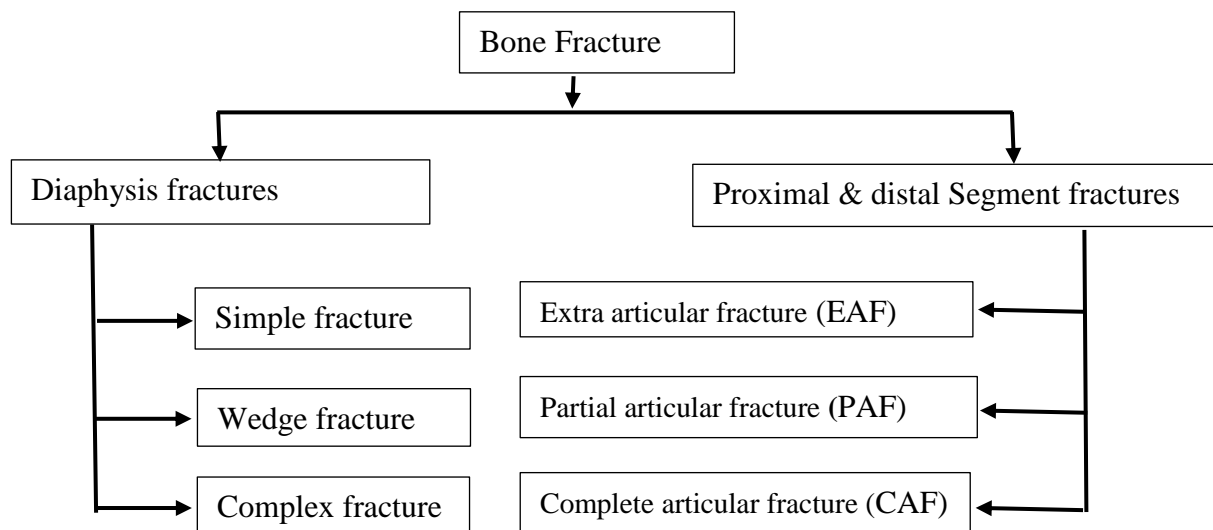 Bone Fracture
Diaphysis fractures
Proximal & distal Segment fractures
Simple fracture
Extra articular fracture (EAF)
Wedge fracture
Partial articular fracture (PAF)
Complex fracture
Complete articular fracture (CAF)